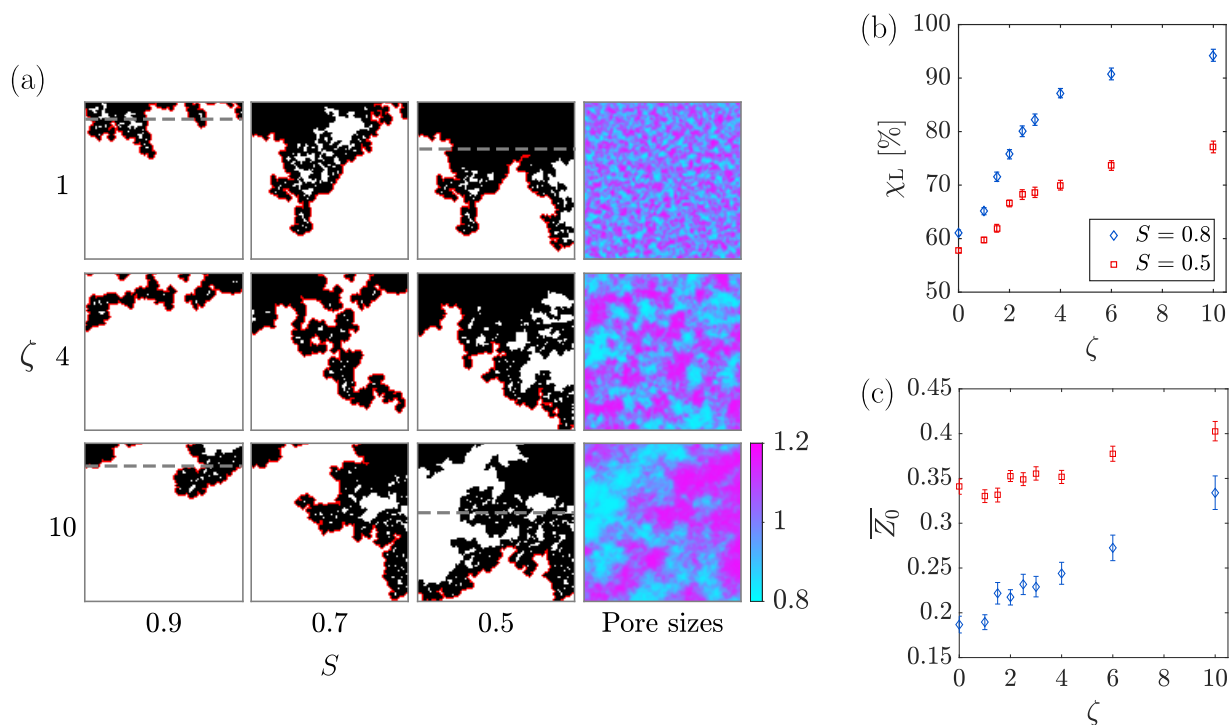 (a)
1
ζ 4
10
0.9 0.7 0.5 Pore sizes
S
1.2
1
0.8
(b)
100
90
80
70
60
50
χL [%]
S = 0.8
S = 0.5
0 2 4 6 8 10
ζ
(c)
0.45
0.4
0.35
0.3
0.25
0.2
0.15
Z̅0
0 2 4 6 8 10
ζ